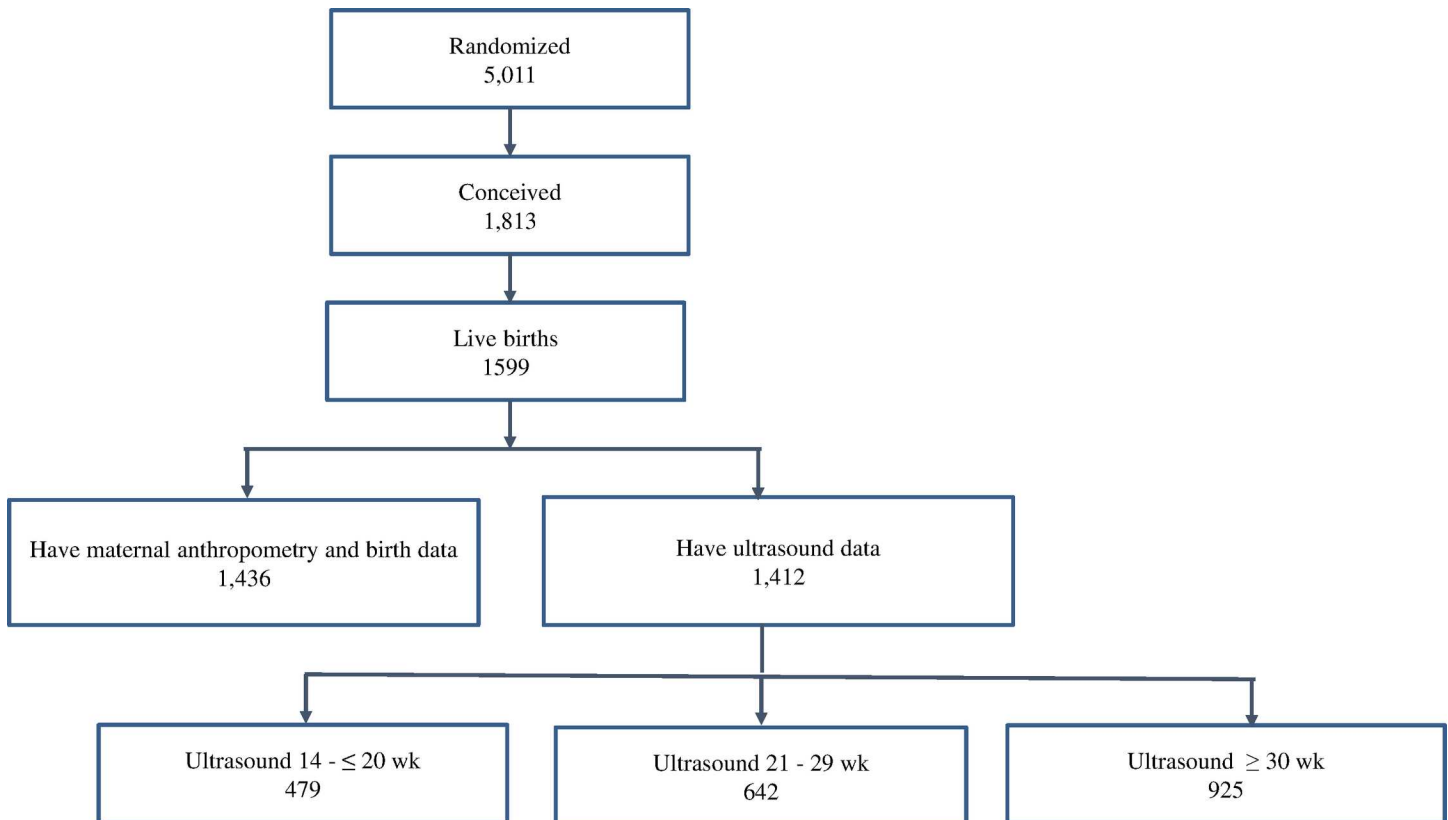 Randomized
5,011
Conceived
1,813
Live births
1599
Have maternal anthropometry and birth data
1,436
Have ultrasound data
1,412
Ultrasound 14 - ≤ 20 wk
479
Ultrasound 21 - 29 wk
642
Ultrasound ≥ 30 wk
925